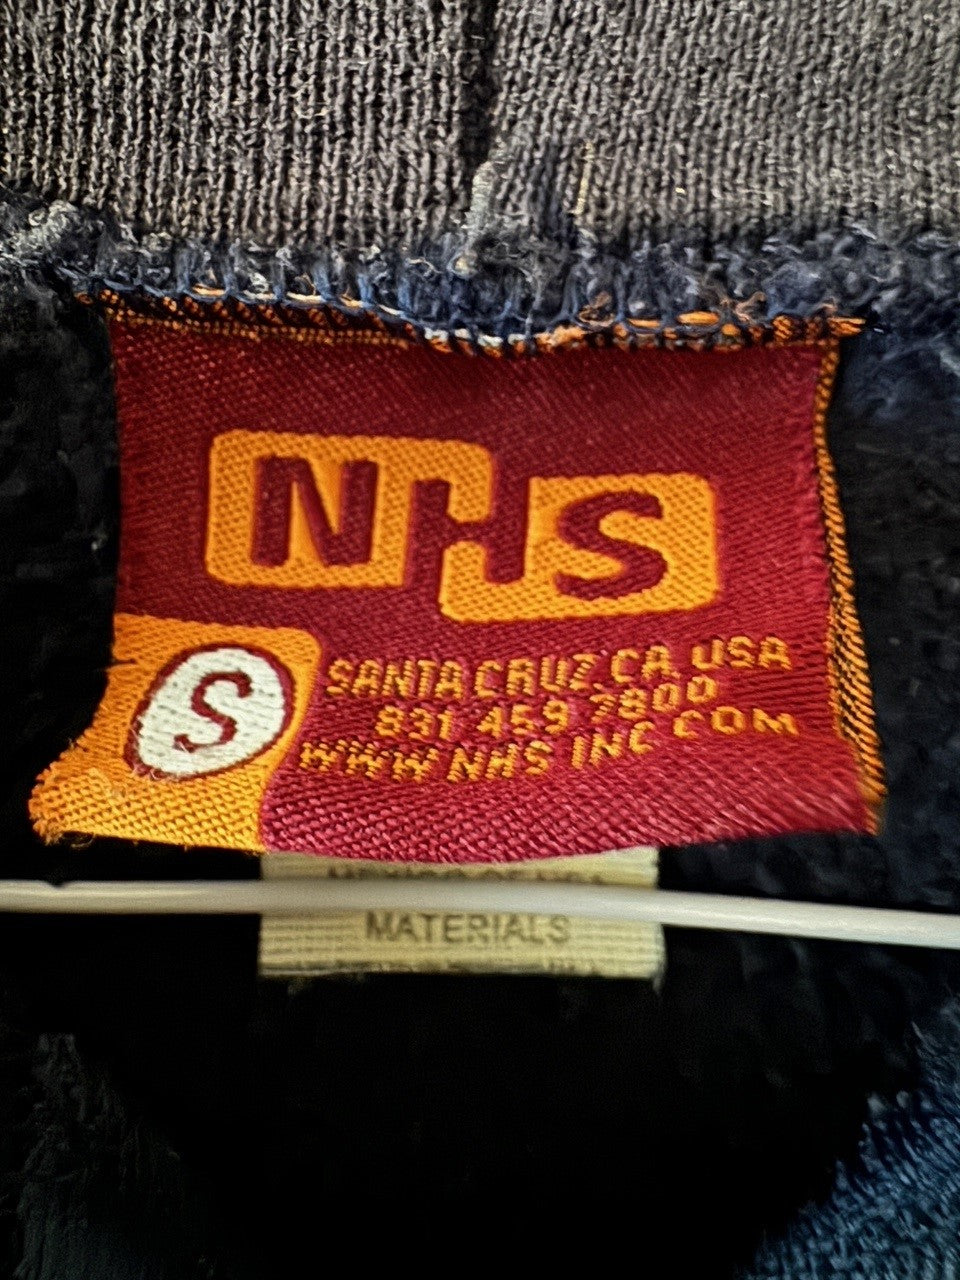 NHS
S
SANTA CRUZ CA. USA
831 459 7800
WWW NHS INC COM
MATERIALS